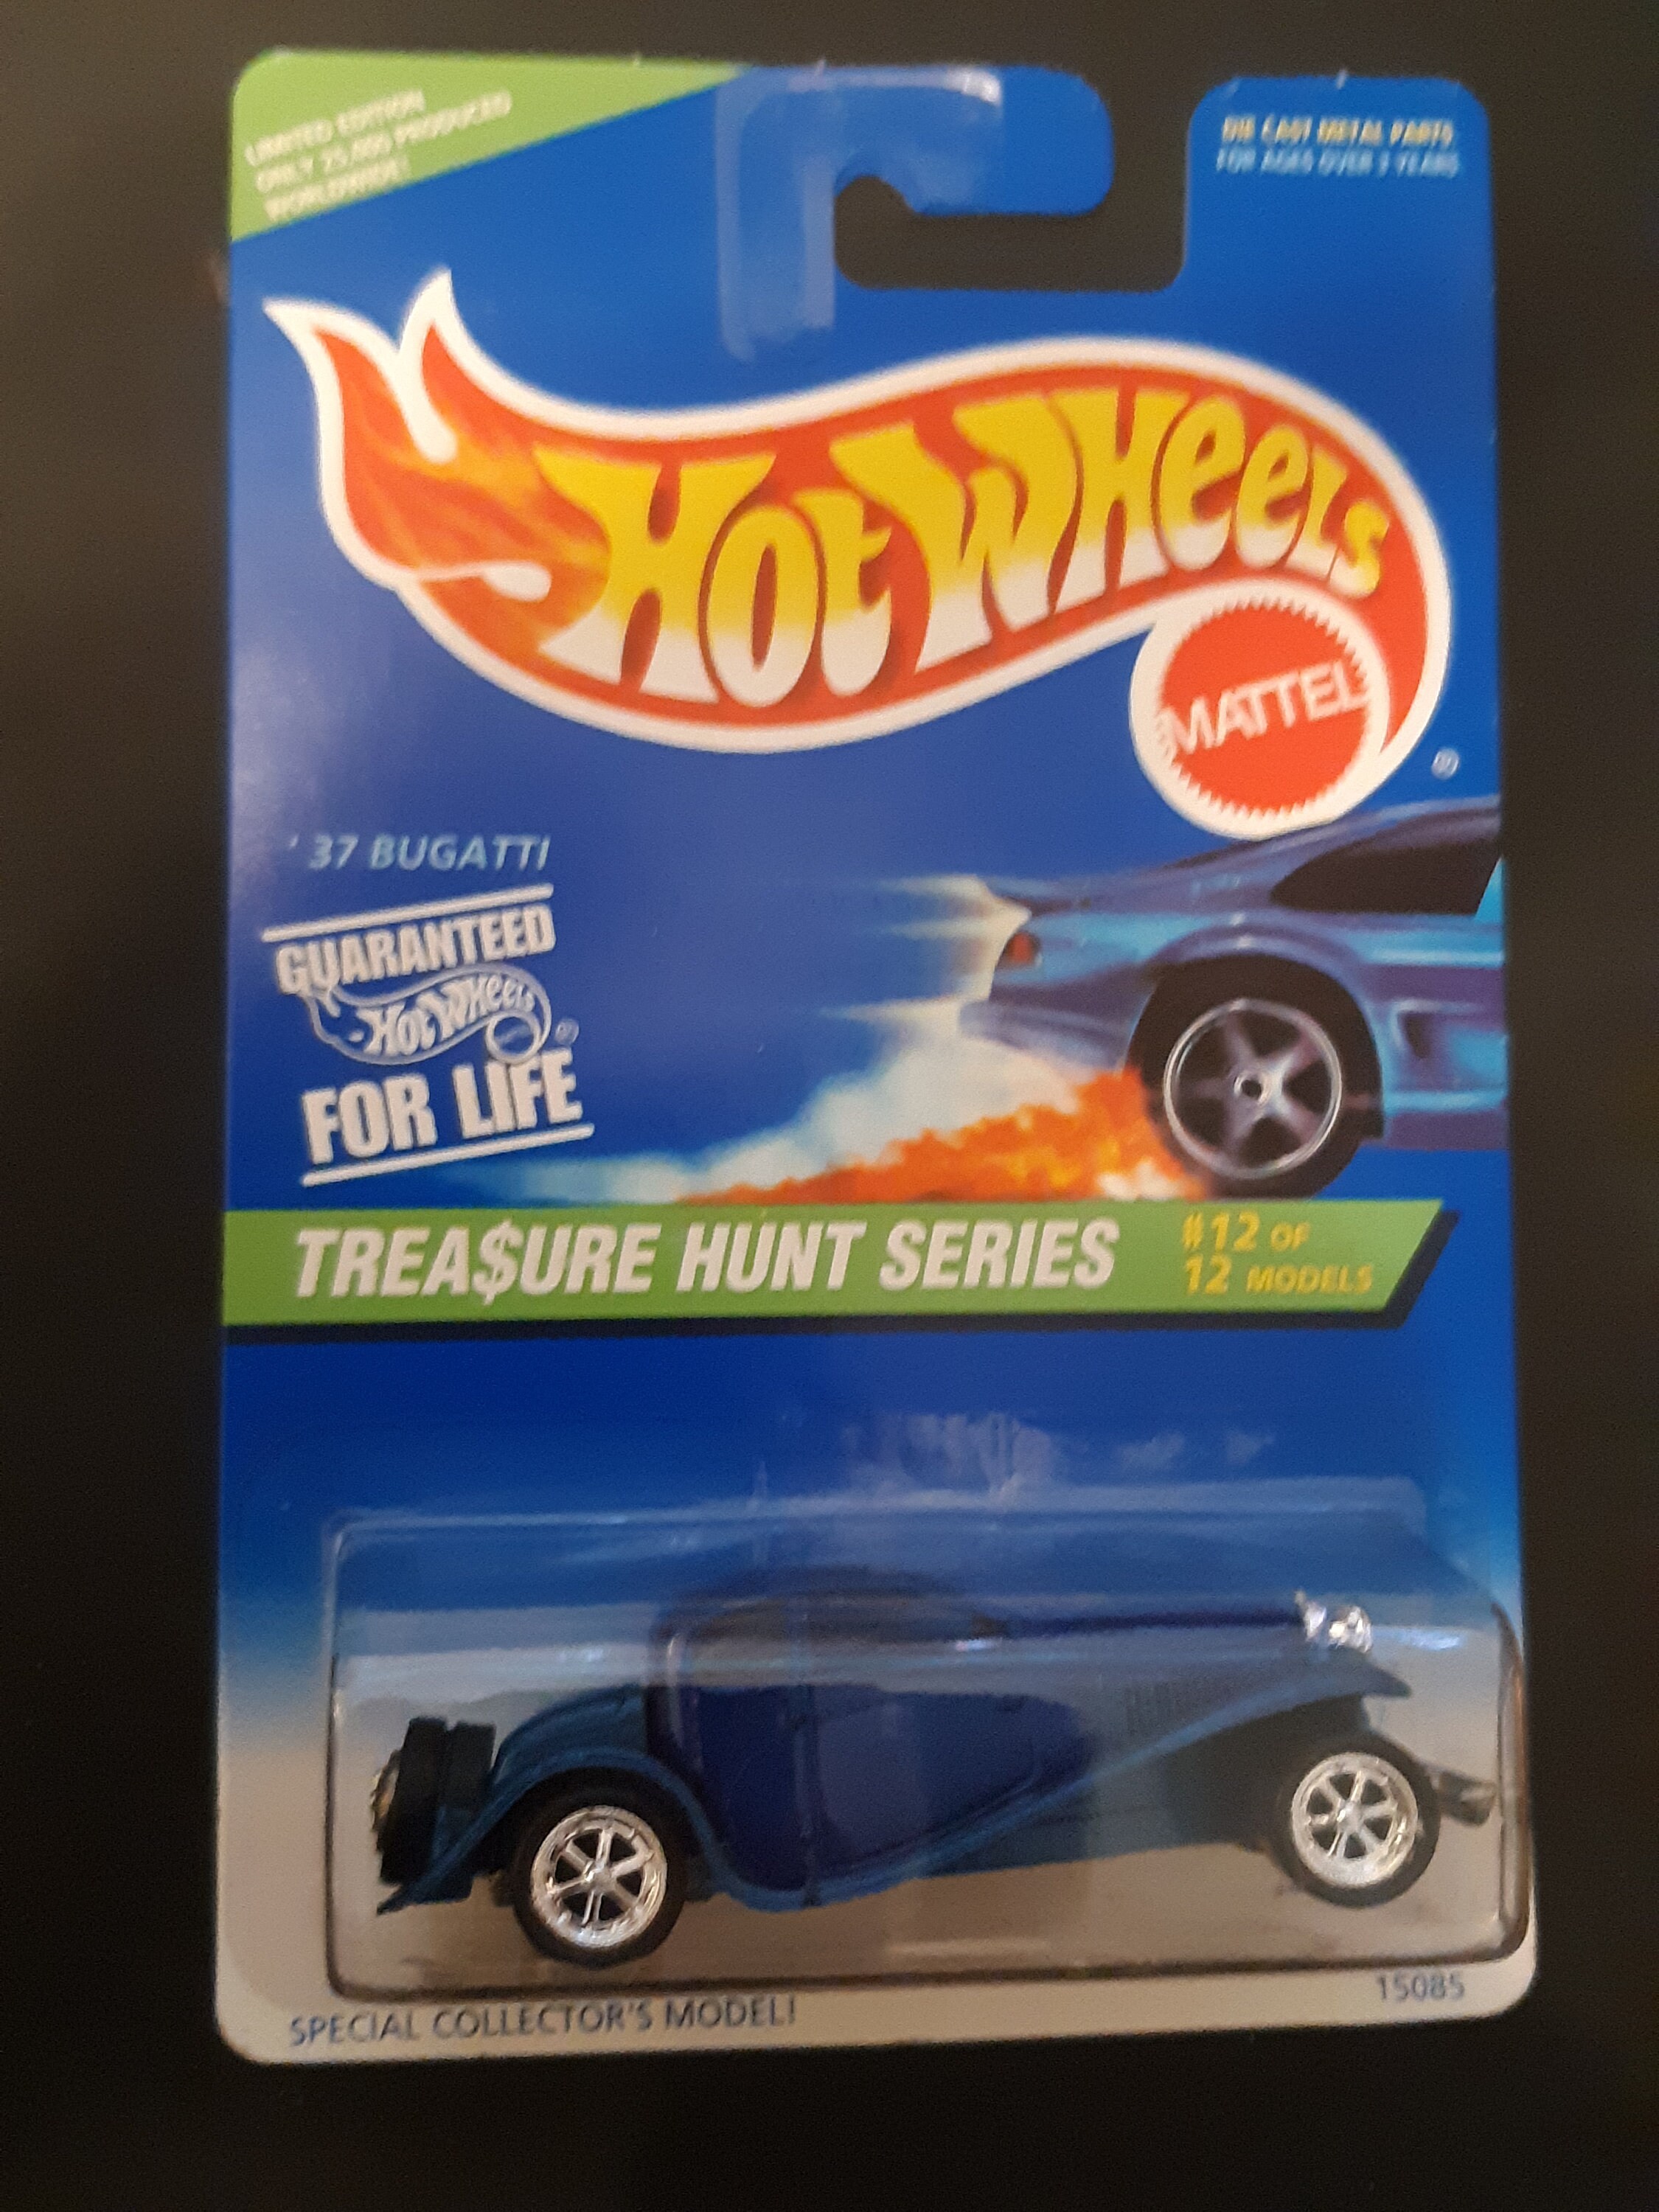 LIMITED EDITION
ONLY 25,000 PRODUCED
WORLDWIDE!
DIE CAST METAL PARTS
FOR AGES OVER 3 YEARS
HOT WHEELS
MATTEL
®
'37 BUGATTI
GUARANTEED
HOT WHEELS
®
FOR LIFE
TREA$URE HUNT SERIES
#12 OF
12 MODELS
15085
SPECIAL COLLECTOR'S MODEL!